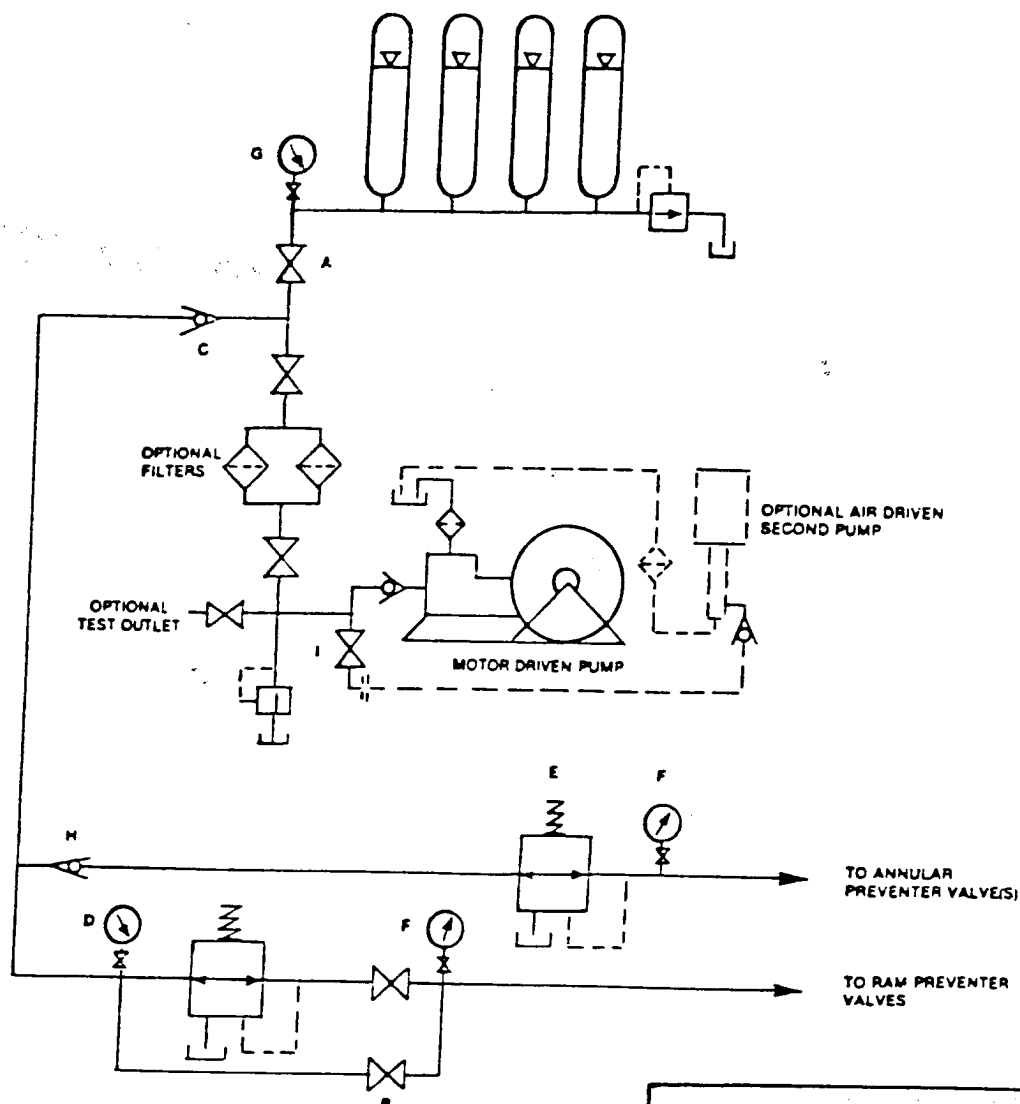 G
A
C
OPTIONAL
FILTERS
OPTIONAL AIR DRIVEN
SECOND PUMP
OPTIONAL
TEST OUTLET
I
MOTOR DRIVEN PUMP
E
F
H
TO ANNULAR
PREVENTER VALVE(S)
D
F
TO RAM PREVENTER
VALVES